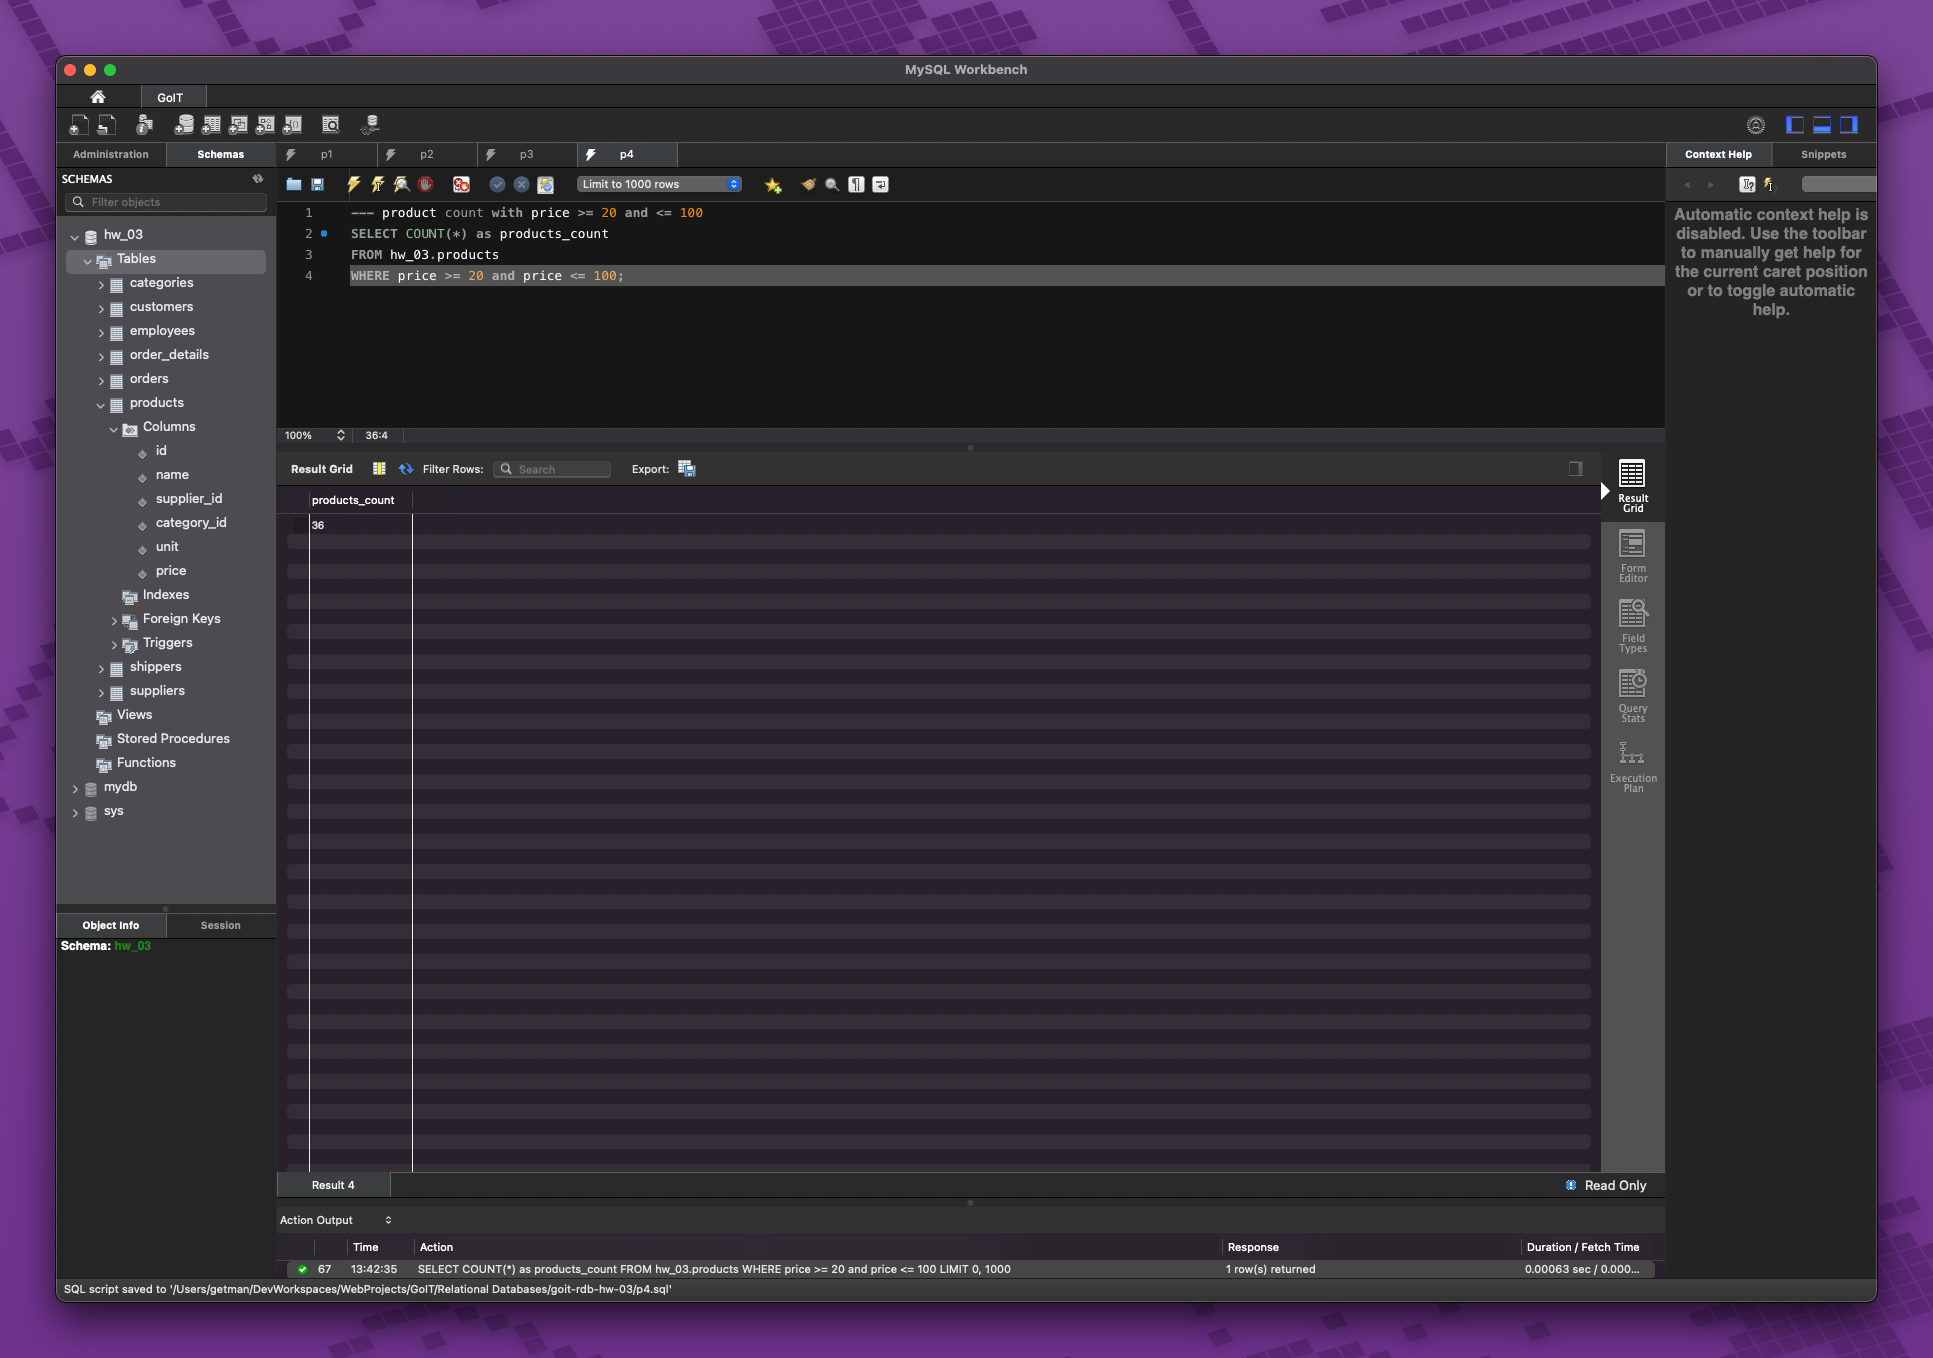 MySQL Workbench
GoIT
Administration
Schemas
p1
p2
p3
p4
Context Help
Snippets
SCHEMAS
Filter objects
Limit to 1000 rows
hw_03
Tables
categories
customers
employees
order_details
orders
products
Columns
id
name
supplier_id
category_id
unit
price
Indexes
Foreign Keys
Triggers
shippers
suppliers
Views
Stored Procedures
Functions
mydb
sys
Object Info
Session
Schema: hw_03
1 --- product count with price >= 20 and <= 100
2 SELECT COUNT(*) as products_count
3 FROM hw_03.products
4 WHERE price >= 20 and price <= 100;
100%
36:4
Result Grid
Filter Rows:
Search
Export:
products_count
36
Result Grid
Form Editor
Field Types
Query Stats
Execution Plan
Automatic context help is
disabled. Use the toolbar
to manually get help for
the current caret position
or to toggle automatic
help.
Result 4
Read Only
Action Output
Time Action Response Duration / Fetch Time
67 13:42:35 SELECT COUNT(*) as products_count FROM hw_03.products WHERE price >= 20 and price <= 100 LIMIT 0, 1000 1 row(s) returned 0.00063 sec / 0.000...
SQL script saved to '/Users/getman/DevWorkspaces/WebProjects/GoIT/Relational Databases/goit-rdb-hw-03/p4.sql'